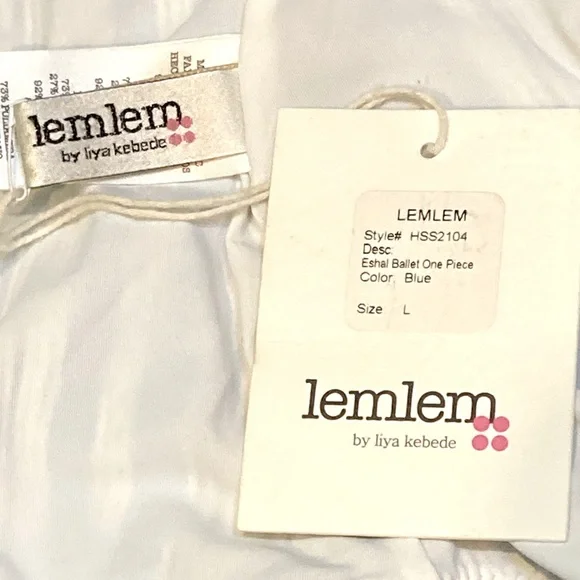 lemlem
by liya kebede
LEMLEM
Style# HSS2104
Desc:
Eshal Ballet One Piece
Color: Blue
Size L
lemlem
by liya kebede